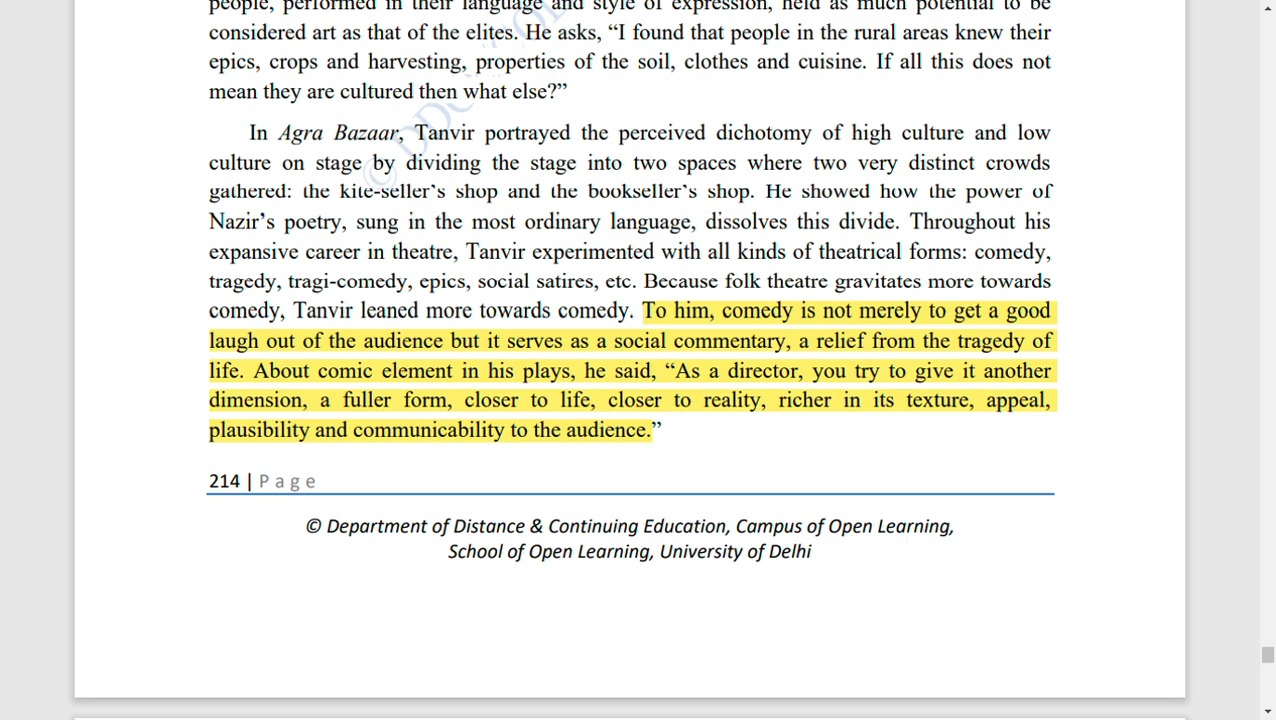 people, performed in their language and style of expression, held as much potential to be
considered art as that of the elites. He asks, “I found that people in the rural areas knew their
epics, crops and harvesting, properties of the soil, clothes and cuisine. If all this does not
mean they are cultured then what else?”
In Agra Bazaar, Tanvir portrayed the perceived dichotomy of high culture and low
culture on stage by dividing the stage into two spaces where two very distinct crowds
gathered: the kite-seller’s shop and the bookseller’s shop. He showed how the power of
Nazir’s poetry, sung in the most ordinary language, dissolves this divide. Throughout his
expansive career in theatre, Tanvir experimented with all kinds of theatrical forms: comedy,
tragedy, tragi-comedy, epics, social satires, etc. Because folk theatre gravitates more towards
comedy, Tanvir leaned more towards comedy. To him, comedy is not merely to get a good
laugh out of the audience but it serves as a social commentary, a relief from the tragedy of
life. About comic element in his plays, he said, “As a director, you try to give it another
dimension, a fuller form, closer to life, closer to reality, richer in its texture, appeal,
plausibility and communicability to the audience.”
214 | Page
© Department of Distance & Continuing Education, Campus of Open Learning,
School of Open Learning, University of Delhi